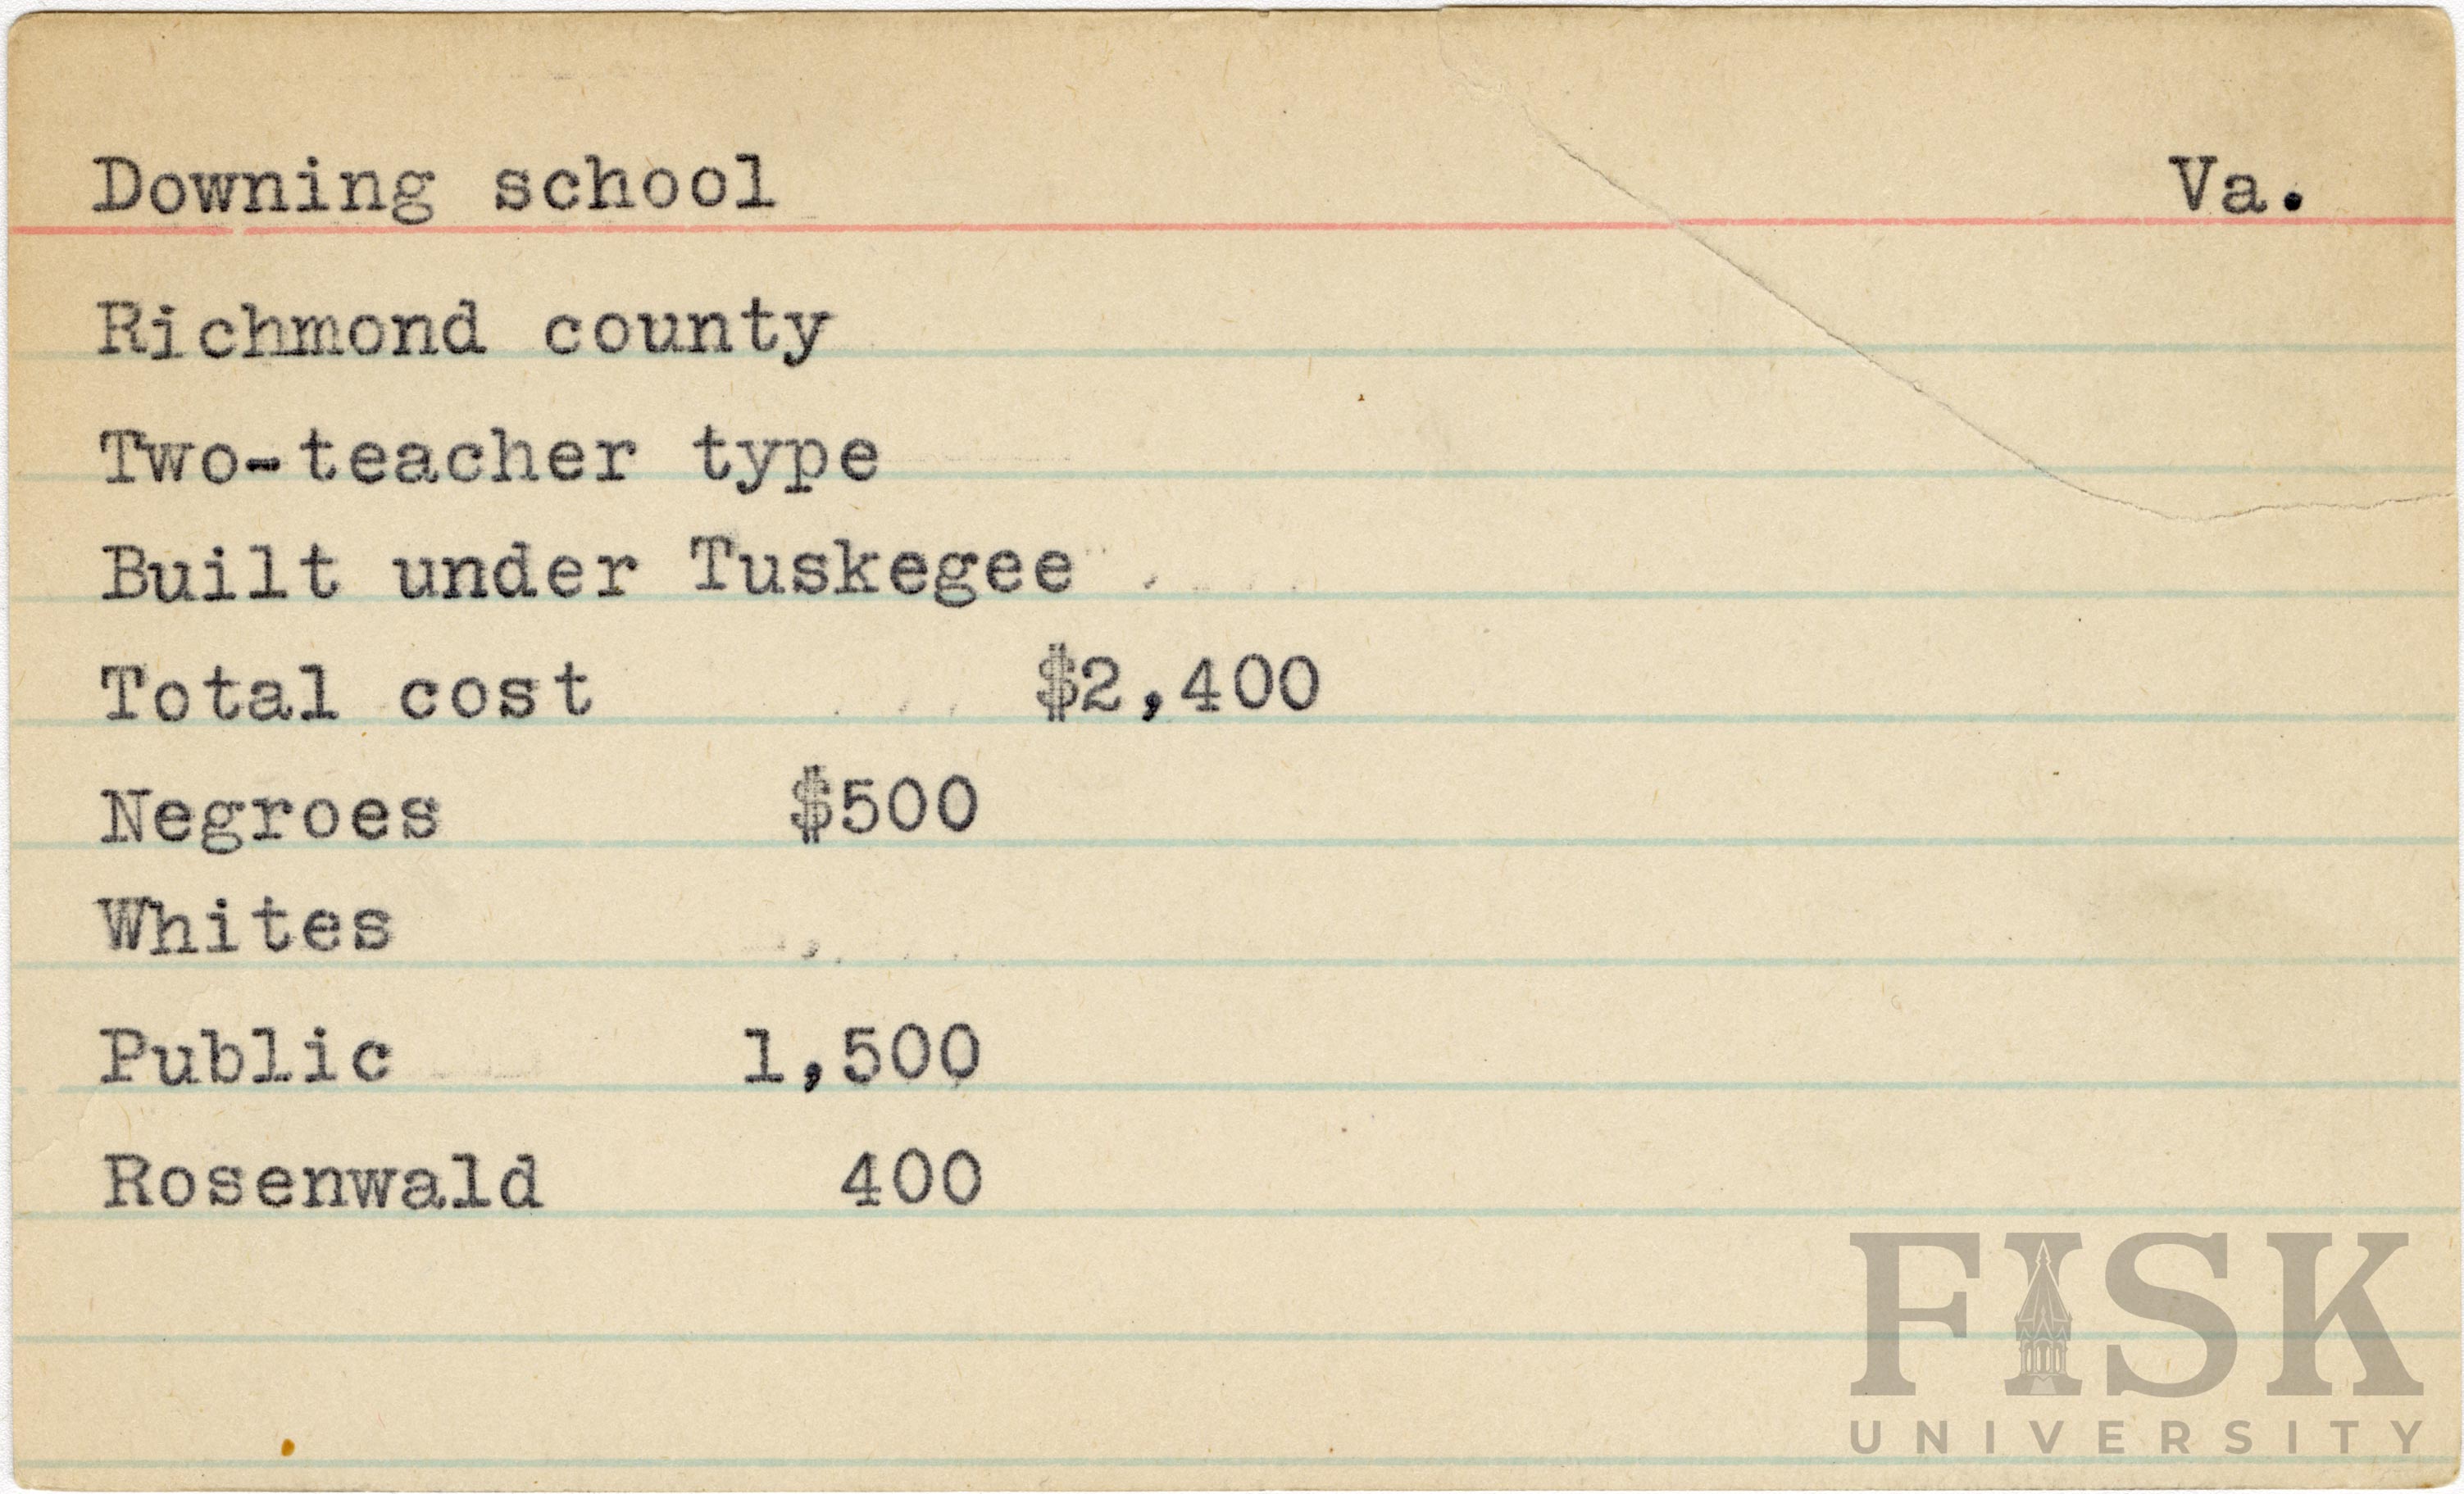 Downing school Va.
Richmond county
Two-teacher type
Built under Tuskegee
Total cost $2,400
Negroes $500
Whites
Public 1,500
Rosenwald 400
FISK
UNIVERSITY